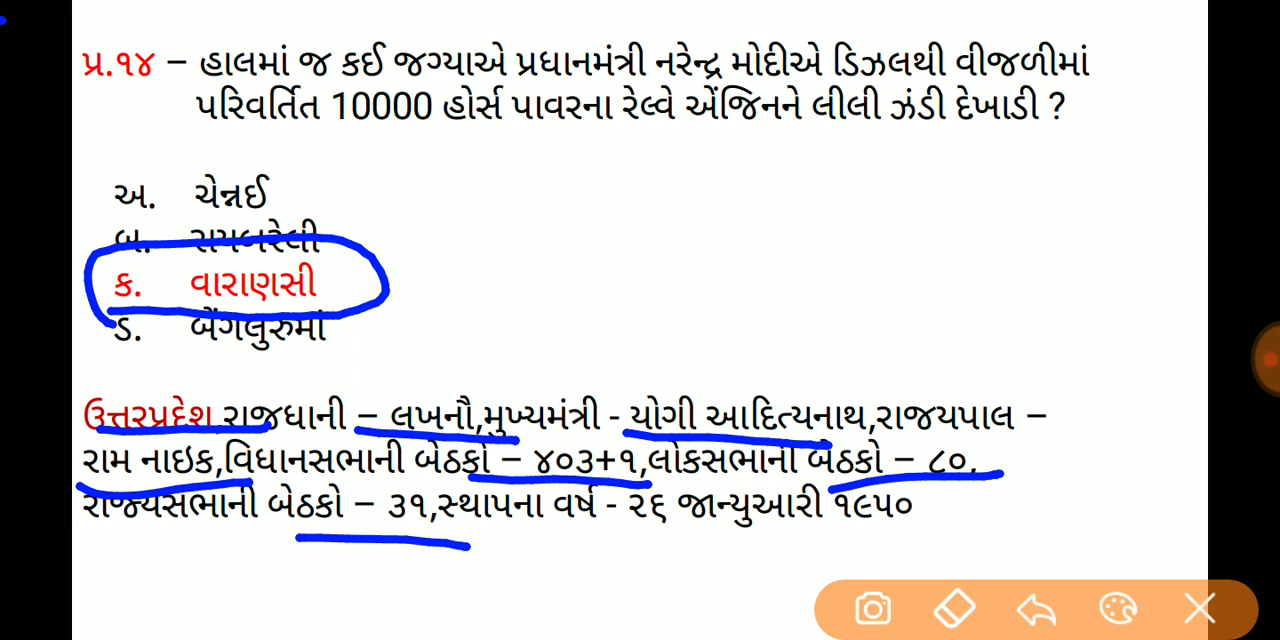 પ્ર.૧૪ – હાલમાં જ કઈ જગ્યાએ પ્રધાનમંત્રી નરેન્દ્ર મોદીએ ડિઝલથી વીજળીમાં
પરિવર્તિત 10000 હોર્સ પાવરના રેલ્વે એંજિનને લીલી ઝંડી દેખાડી ?
અ. ચેન્નઈ
બ. રાયબરેલી
ક. વારાણસી
ડ. બેંગલુરુમાં
ઉત્તરપ્રદેશ રાજધાની – લખનૌ,મુખ્યમંત્રી - યોગી આદિત્યનાથ,રાજયપાલ –
રામ નાઇક,વિધાનસભાની બેઠકો – ૪૦૩+૧,લોકસભાની બેઠકો – ૮૦,
રાજ્યસભાની બેઠકો – ૩૧,સ્થાપના વર્ષ - ૨૬ જાન્યુઆરી ૧૯૫૦